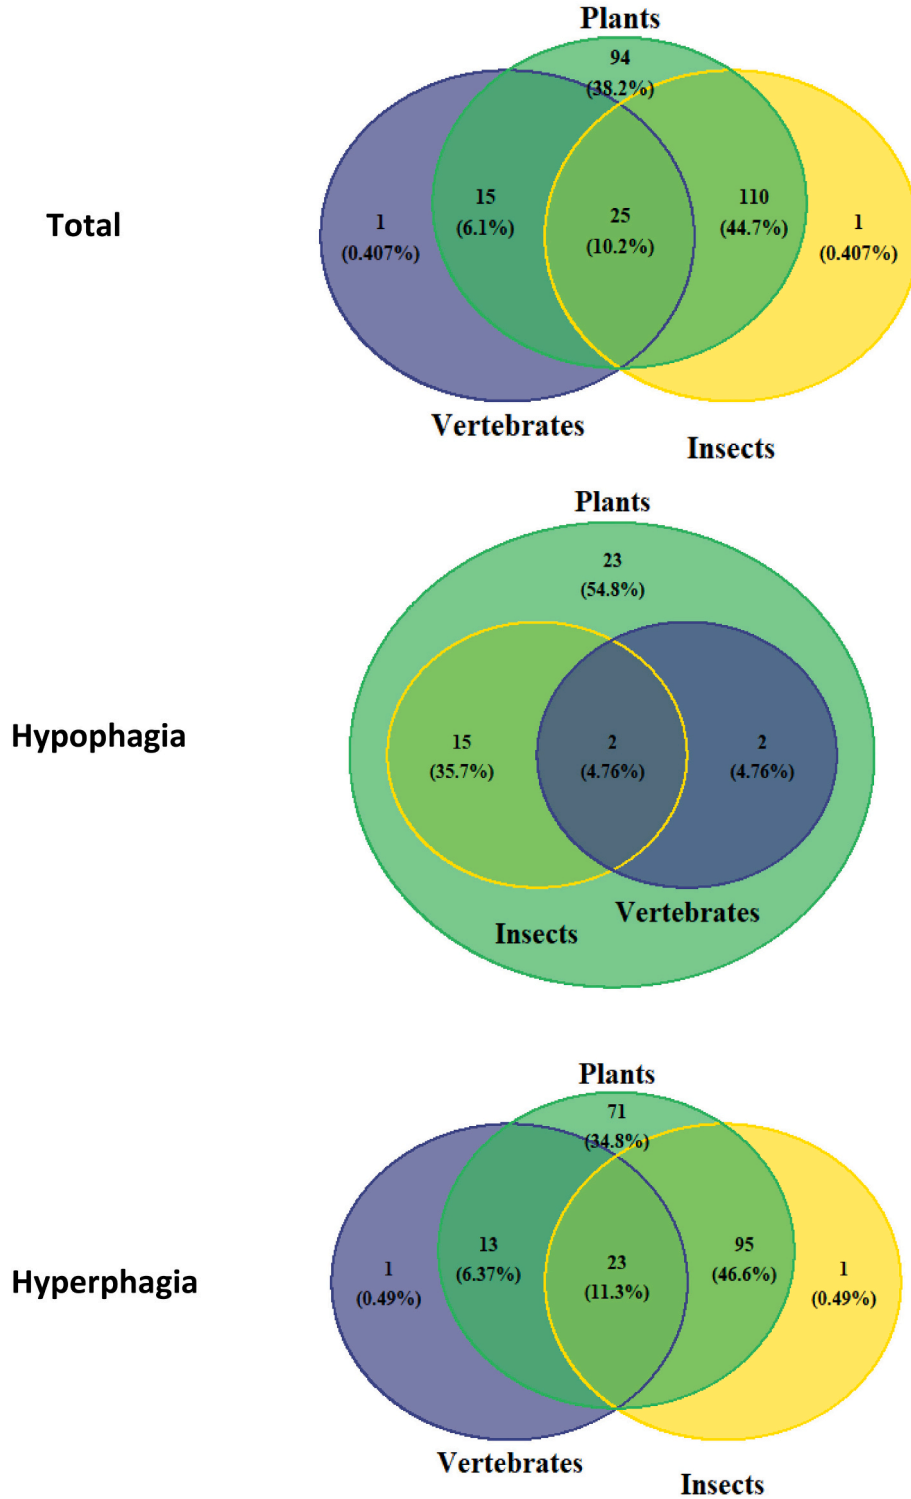 Plants
94
(38.2%)
Total
1
(0.407%)
15
(6.1%)
25
(10.2%)
110
(44.7%)
1
(0.407%)
Vertebrates
Insects
Plants
23
(54.8%)
Hypophagia
15
(35.7%)
2
(4.76%)
2
(4.76%)
Vertebrates
Insects
Plants
71
(34.8%)
Hyperphagia
1
(0.49%)
13
(6.37%)
23
(11.3%)
95
(46.6%)
1
(0.49%)
Vertebrates
Insects